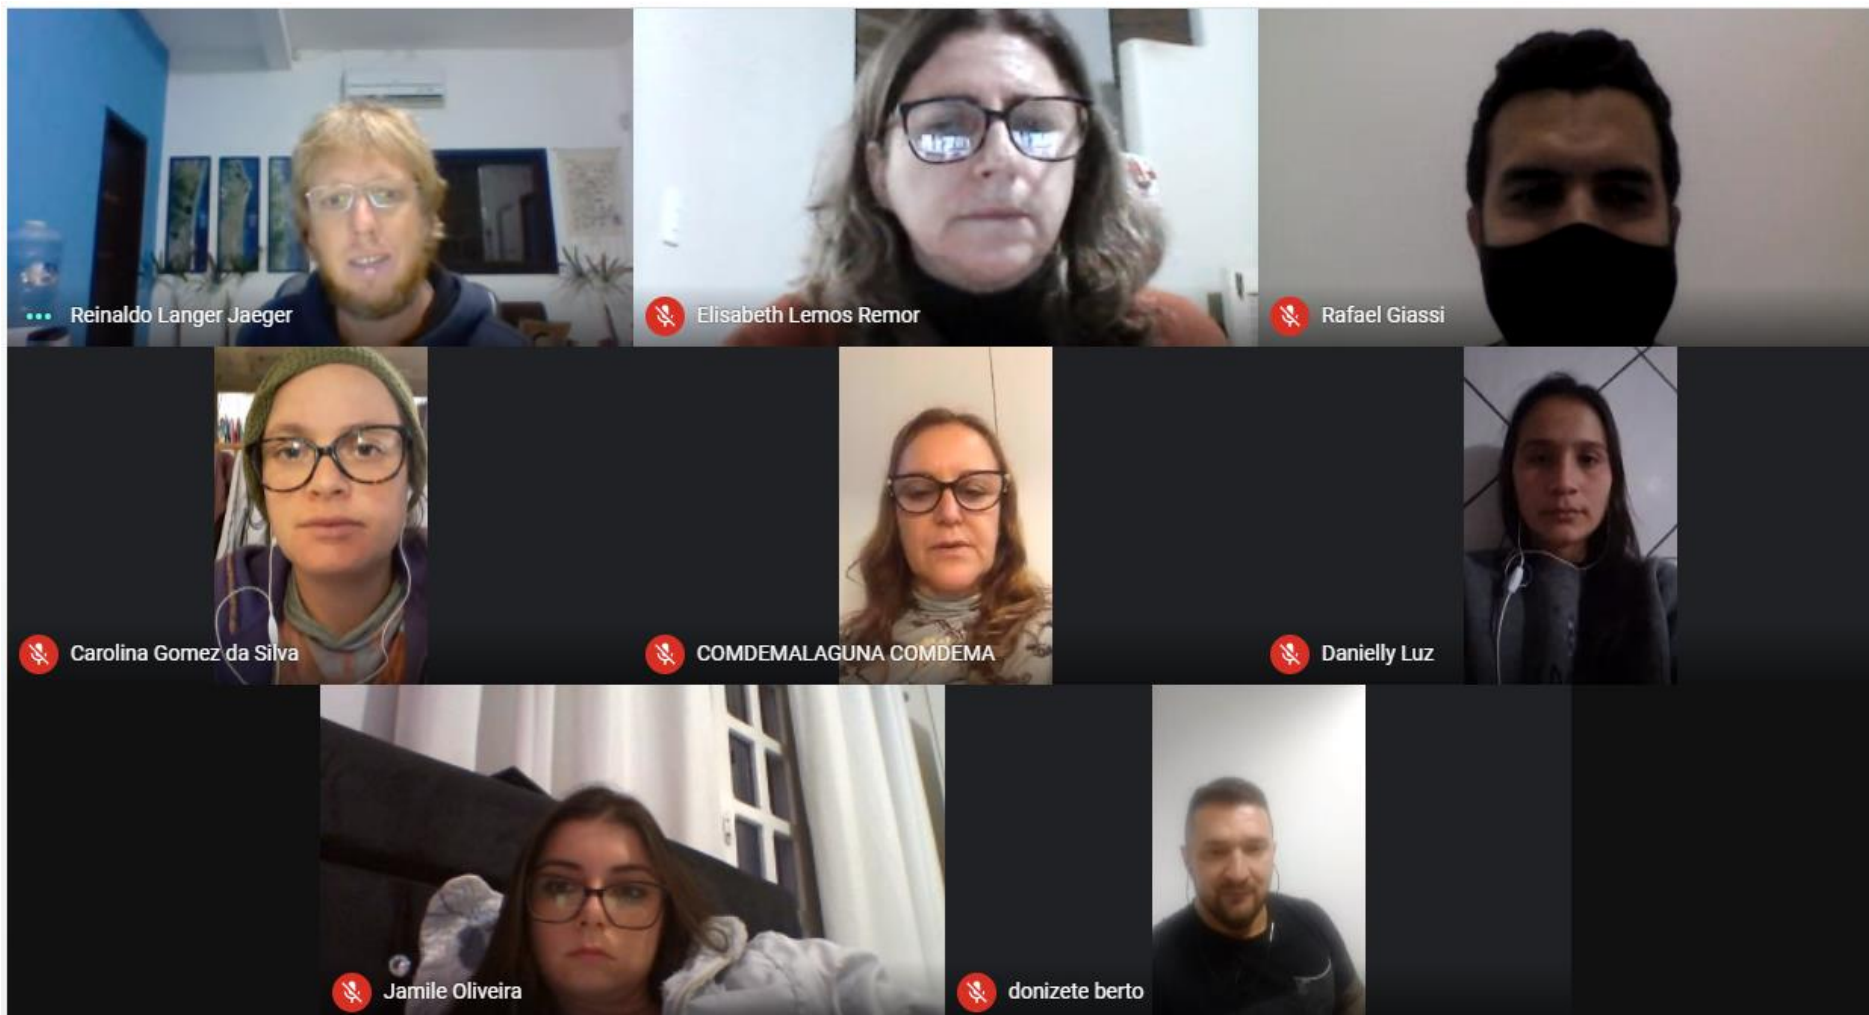 Reinaldo Langer Jaeger
Elisabeth Lemos Remor
Rafael Giassi
Carolina Gomez da Silva
COMDEMALAGUNA COMDEMA
Danielly Luz
Jamile Oliveira
donizete berto